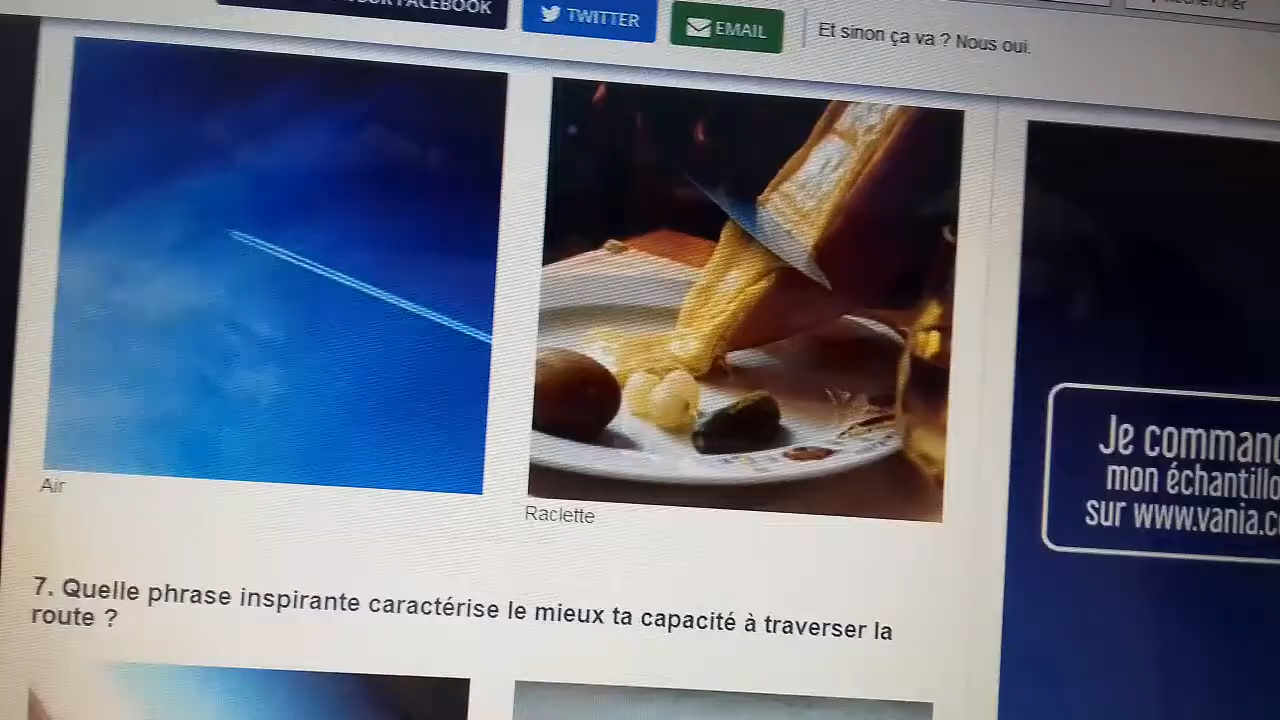 FACEBOOK
TWITTER
EMAIL
Et sinon ça va ? Nous oui.
Air
Raclette
Je command
mon échantillo
sur www.vania.c
7. Quelle phrase inspirante caractérise le mieux ta capacité à traverser la
route ?